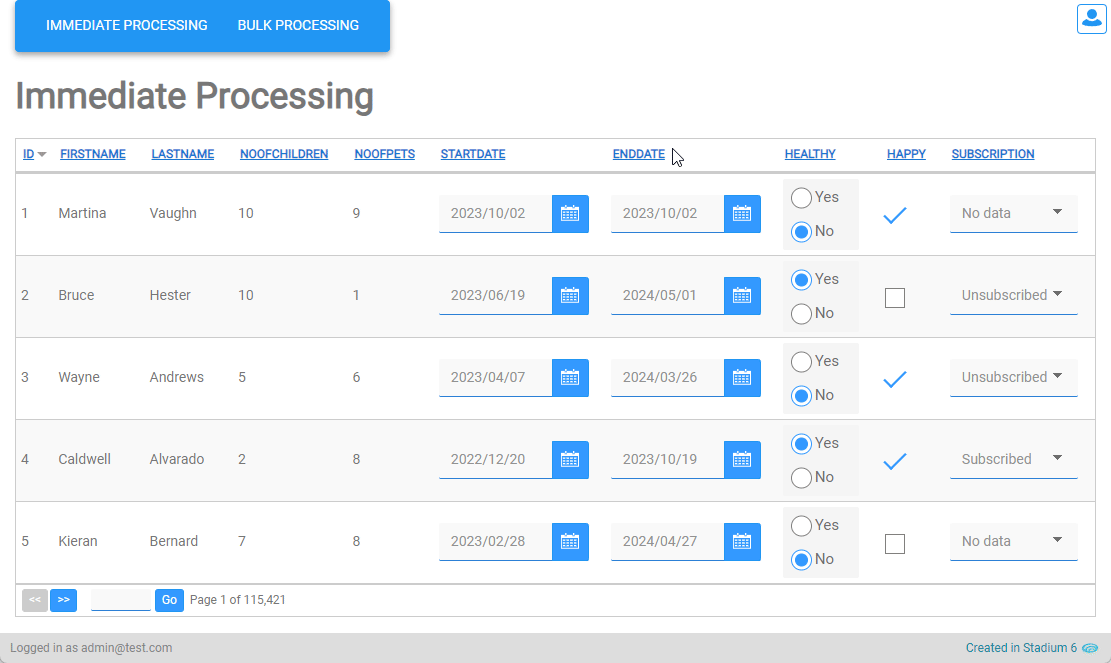 IMMEDIATE PROCESSING BULK PROCESSING
Immediate Processing
ID FIRSTNAME LASTNAME NOOFCHILDREN NOOFPETS STARTDATE ENDDATE HEALTHY HAPPY SUBSCRIPTION
1 Martina Vaughn 10 9 2023/10/02 2023/10/02 Yes No No data
2 Bruce Hester 10 1 2023/06/19 2024/05/01 Yes No Unsubscribed
3 Wayne Andrews 5 6 2023/04/07 2024/03/26 Yes No Unsubscribed
4 Caldwell Alvarado 2 8 2022/12/20 2023/10/19 Yes No Subscribed
5 Kieran Bernard 7 8 2023/02/28 2024/04/27 Yes No No data
<< >> Go Page 1 of 115,421
Logged in as admin@test.com Created in Stadium 6